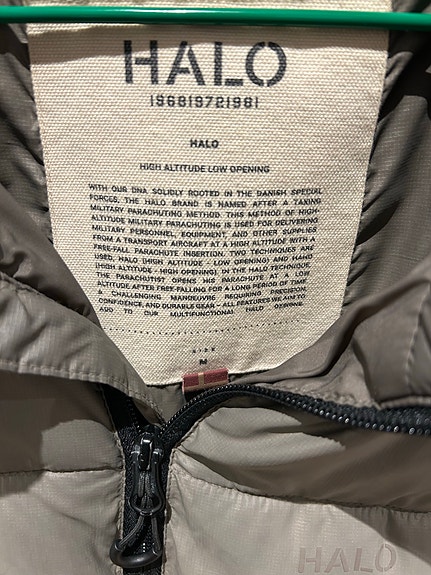 HALO
196819721981
HALO
HIGH ALTITUDE LOW OPENING
WITH OUR DNA SOLIDLY ROOTED IN THE DANISH SPECIAL
FORCES, THE HALO BRAND IS NAMED AFTER A TAXING
MILITARY PARACHUTING METHOD. THIS METHOD OF HIGH-
ALTITUDE MILITARY PARACHUTING IS USED FOR DELIVERING
MILITARY PERSONNEL, EQUIPMENT, AND OTHER SUPPLIES
FROM A TRANSPORT AIRCRAFT AT A HIGH ALTITUDE WITH A
FREE-FALL PARACHUTE INSERTION. TWO TECHNIQUES ARE
USED, HALO (HIGH ALTITUDE - LOW OPENING) AND HAHO
(HIGH ALTITUDE - HIGH OPENING). IN THE HALO TECHNIQUE,
THE PARACHUTIST OPENS HIS PARACHUTE AT A LOW
ALTITUDE AFTER FREE-FALLING FOR A LONG PERIOD OF TIME.
A CHALLENGING MANOEUVRE REQUIRING PRECISION,
CONFIDENCE, AND DURABLE GEAR – ALL FEATURES WE AIM TO
ADD TO OUR MULTIFUNCTIONAL HALO
SIZE
M
HALO